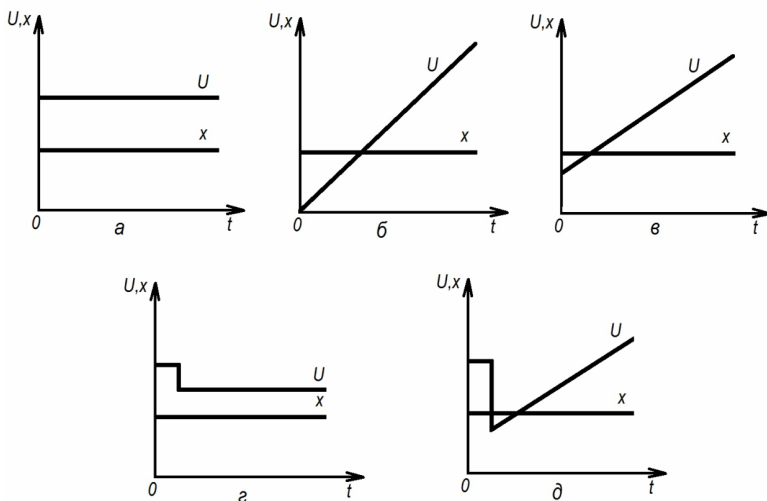 U,x U,x U,x
U U U
x x x
0 а t 0 б t 0 в t
U,x U,x
U U
x x
0 г t 0 д t